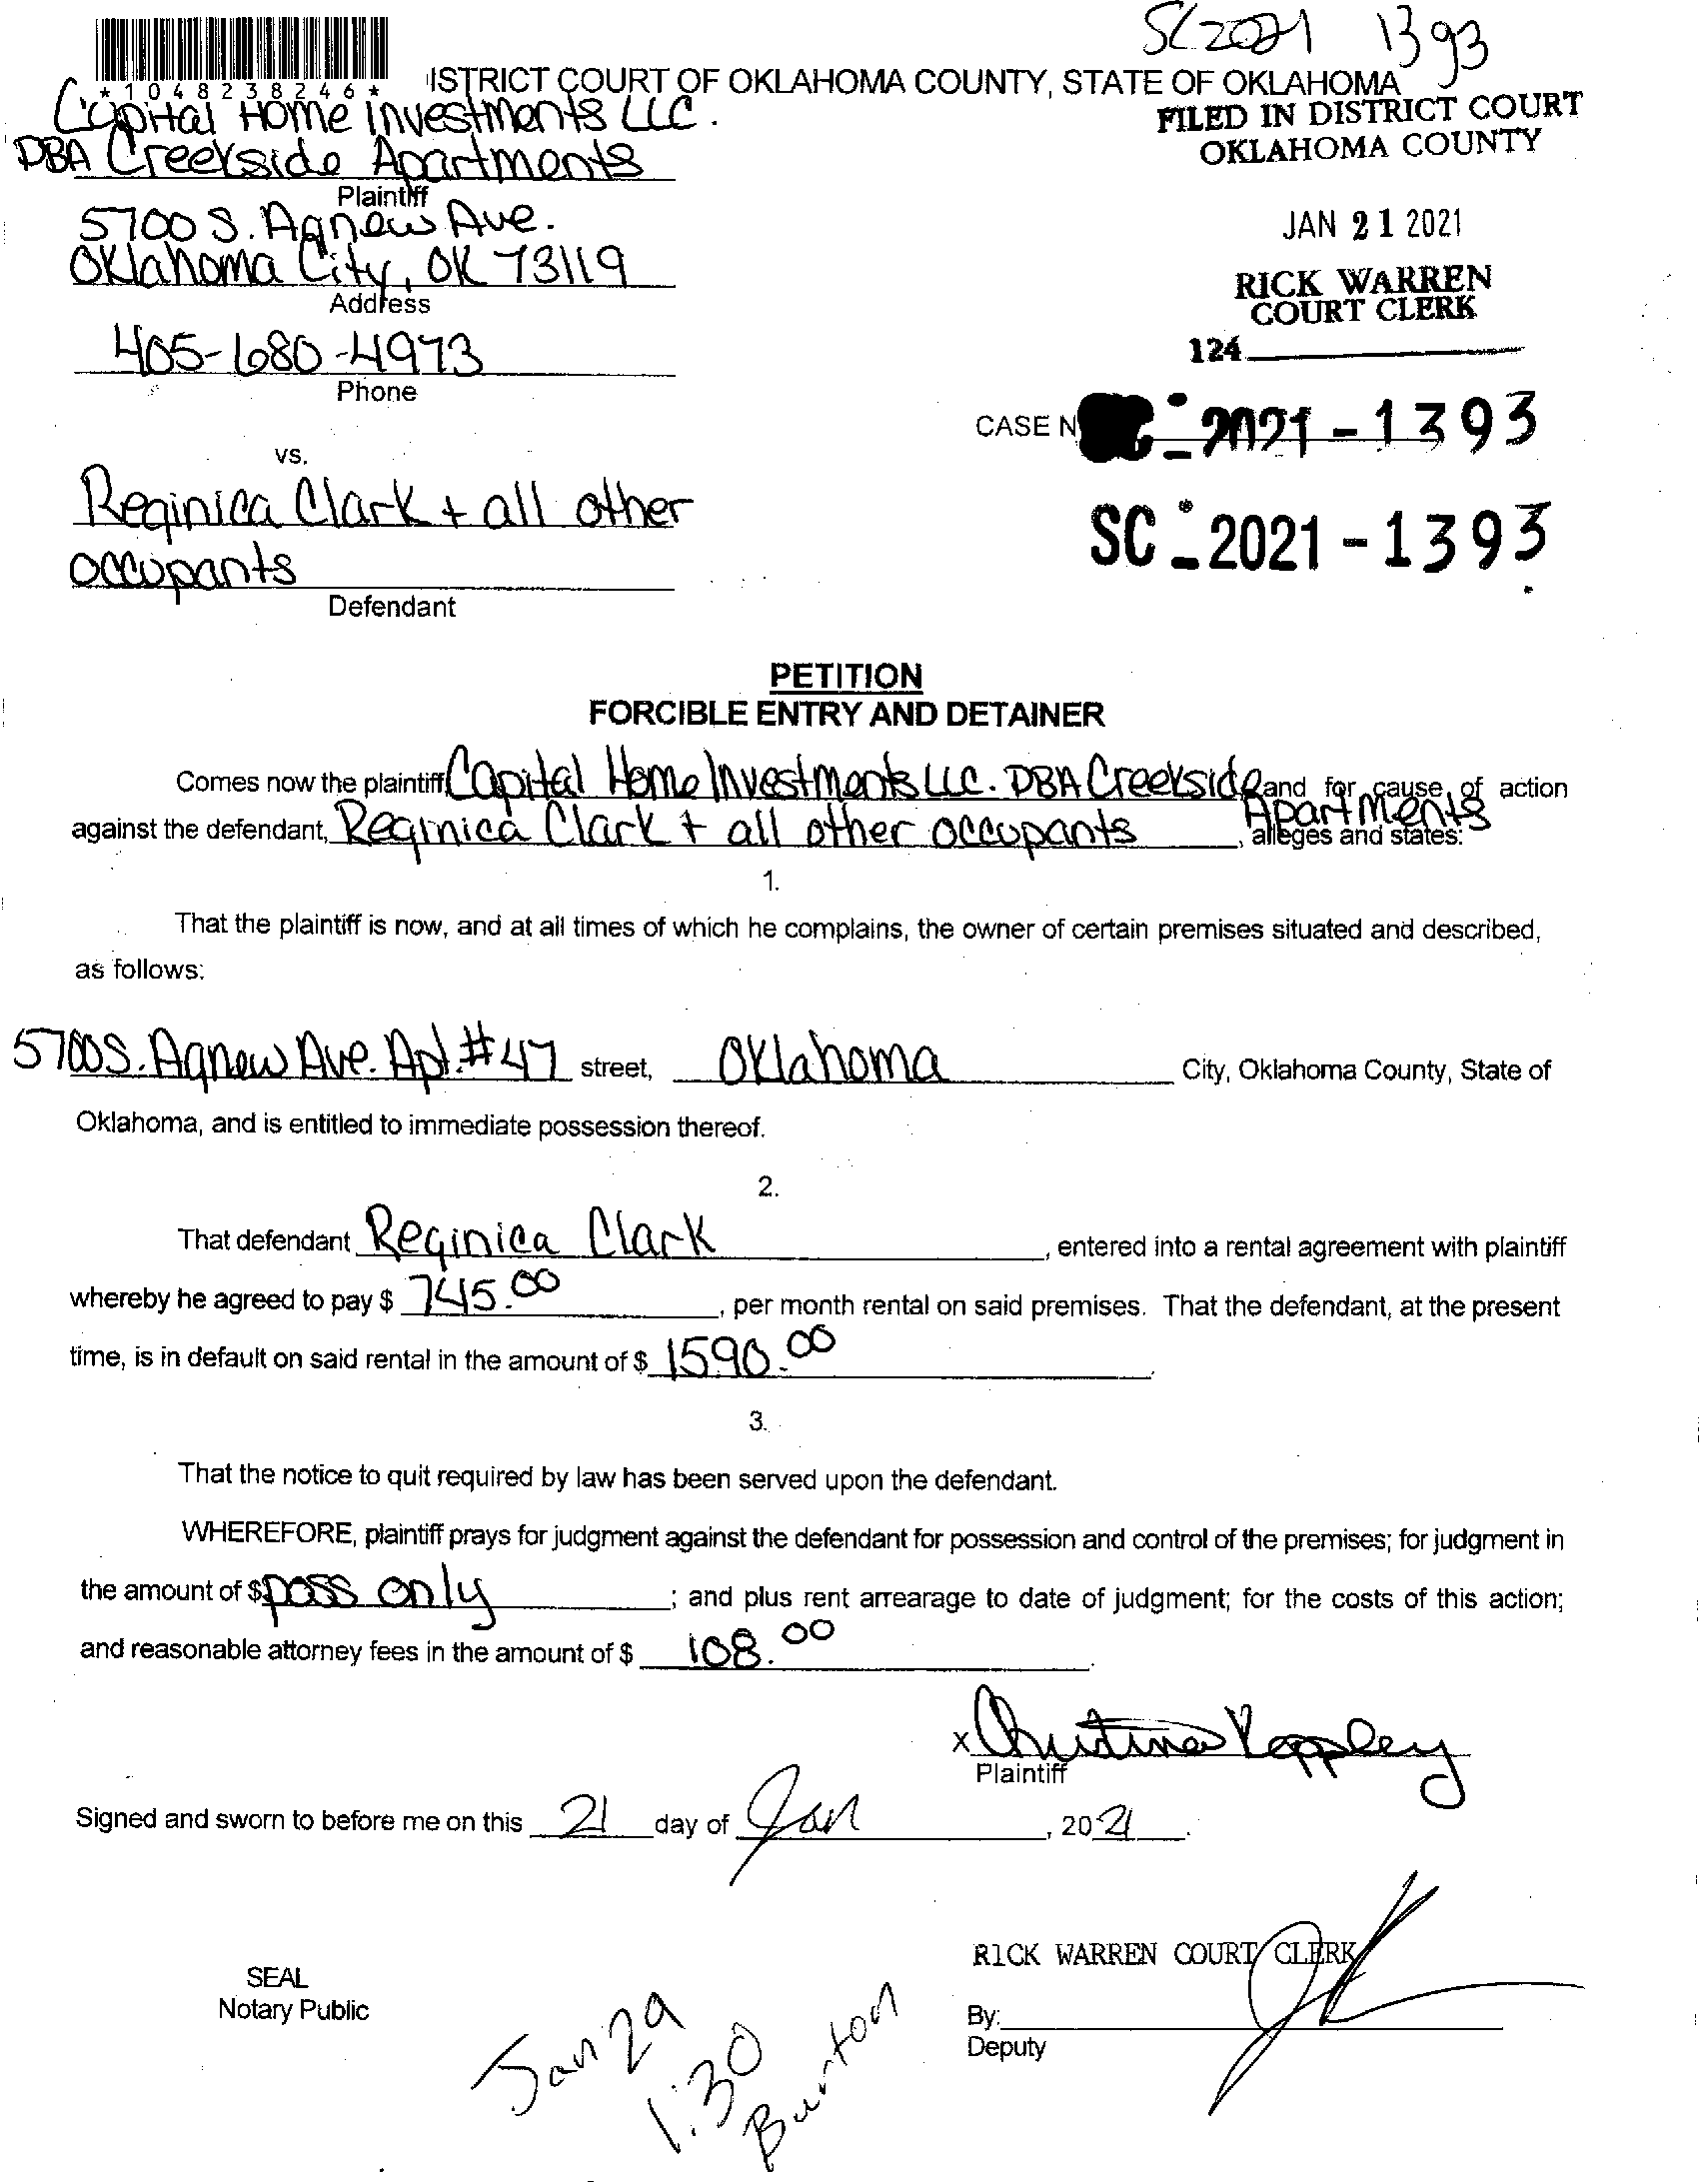 SC2021 1393
*1048238246*
ISTRICT COURT OF OKLAHOMA COUNTY, STATE OF OKLAHOMA
Capital Home Investments LLC.
DBA Creekside Apartments
Plaintiff
5700 S. Agnew Ave.
Oklahoma City, OK 73119
Address
405-680-4973
Phone
FILED IN DISTRICT COURT
OKLAHOMA COUNTY
JAN 21 2021
RICK WARREN
COURT CLERK
124
CASE N
2021-1393
SC-2021-1393
vs.
Reginica Clark + all other
occupants
Defendant
PETITION
FORCIBLE ENTRY AND DETAINER
Comes now the plaintiff, Capital Home Investments LLC. DBA Creekside Apartments and for cause of action
against the defendant, Reginica Clark + all other occupants, alleges and states:
1.
That the plaintiff is now, and at all times of which he complains, the owner of certain premises situated and described,
as follows:
5700 S. Agnew Ave. Apt. #47 street, Oklahoma City, Oklahoma County, State of
Oklahoma, and is entitled to immediate possession thereof.
2.
That defendant Reginica Clark, entered into a rental agreement with plaintiff
whereby he agreed to pay $ 745.00, per month rental on said premises. That the defendant, at the present
time, is in default on said rental in the amount of $ 1590.00.
3.
That the notice to quit required by law has been served upon the defendant.
WHEREFORE, plaintiff prays for judgment against the defendant for possession and control of the premises; for judgment in
the amount of $ poss only; and plus rent arrearage to date of judgment; for the costs of this action;
and reasonable attorney fees in the amount of $ 108.00.
x Christina
Plaintiff
Signed and sworn to before me on this 21 day of Jan, 2021.
SEAL
Notary Public
RICK WARREN COURT CLERK
By:
Deputy
Jan 29
1:30
Burton